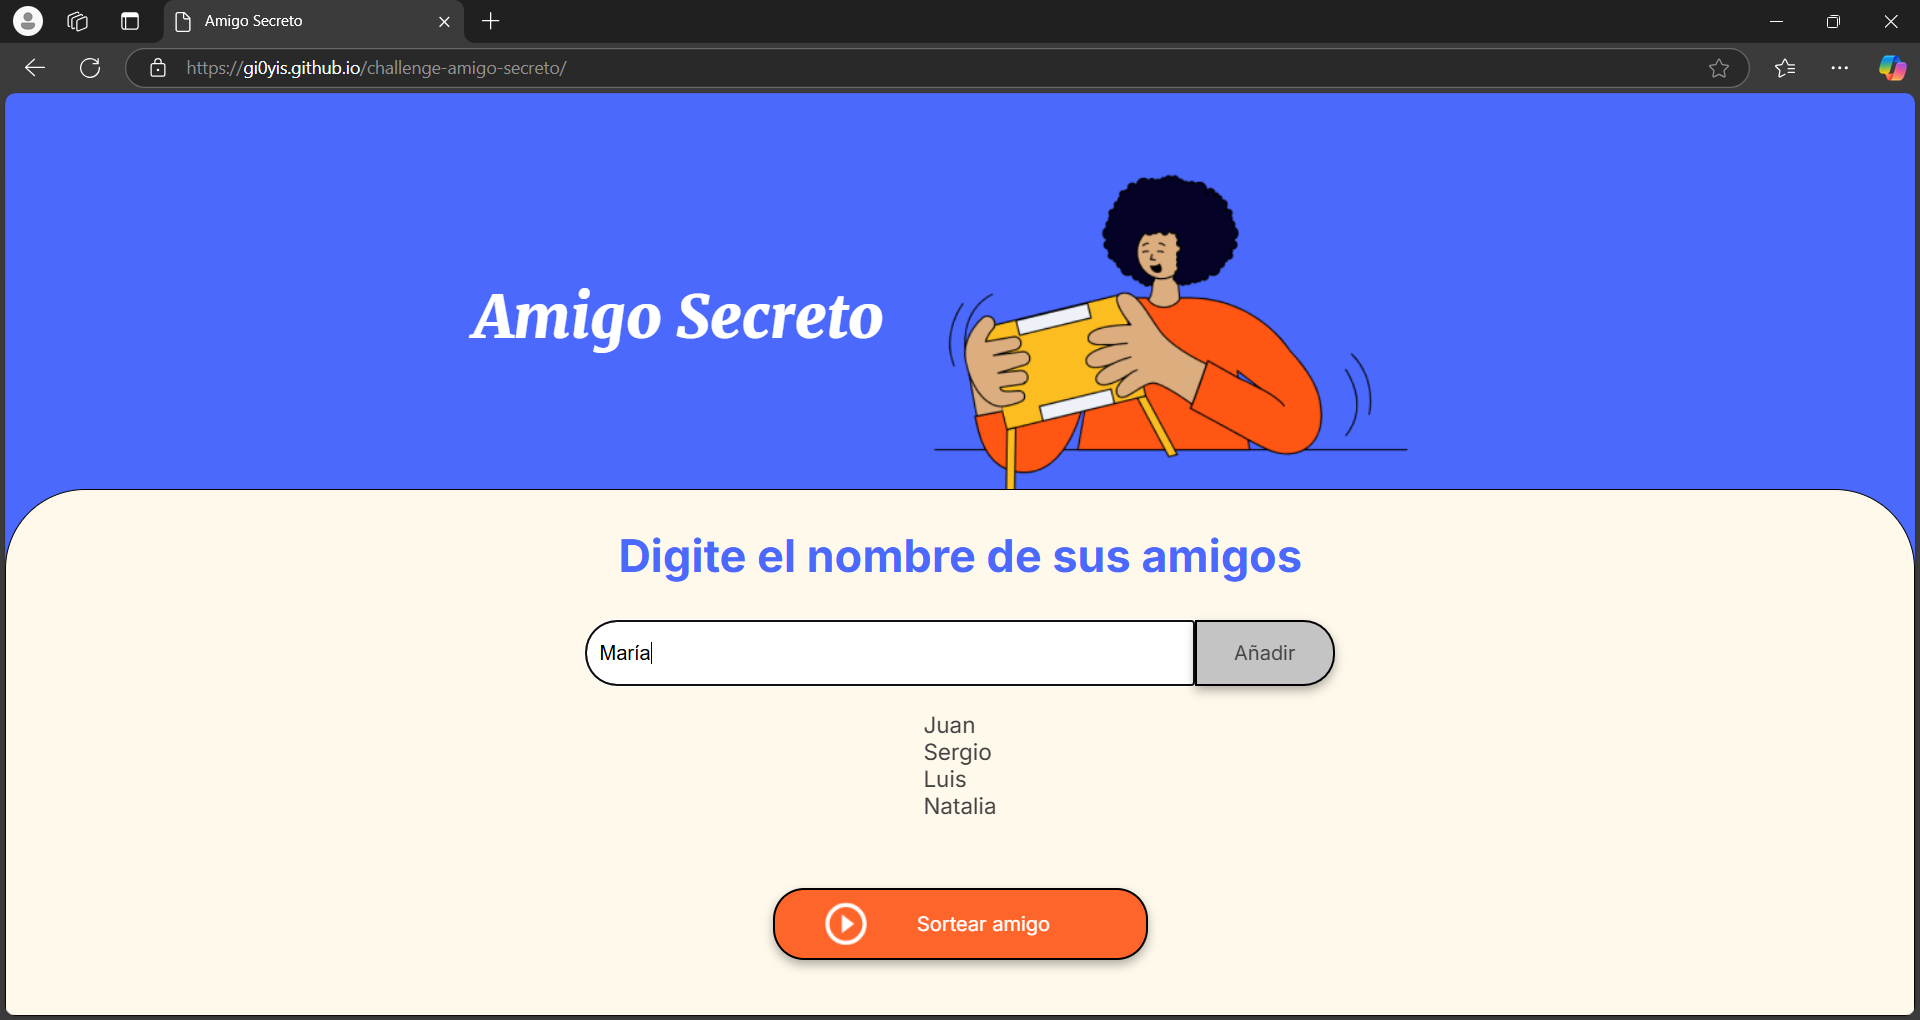 Amigo Secreto
https://gi0yis.github.io/challenge-amigo-secreto/
Amigo Secreto
Digite el nombre de sus amigos
María
Añadir
Juan
Sergio
Luis
Natalia
Sortear amigo